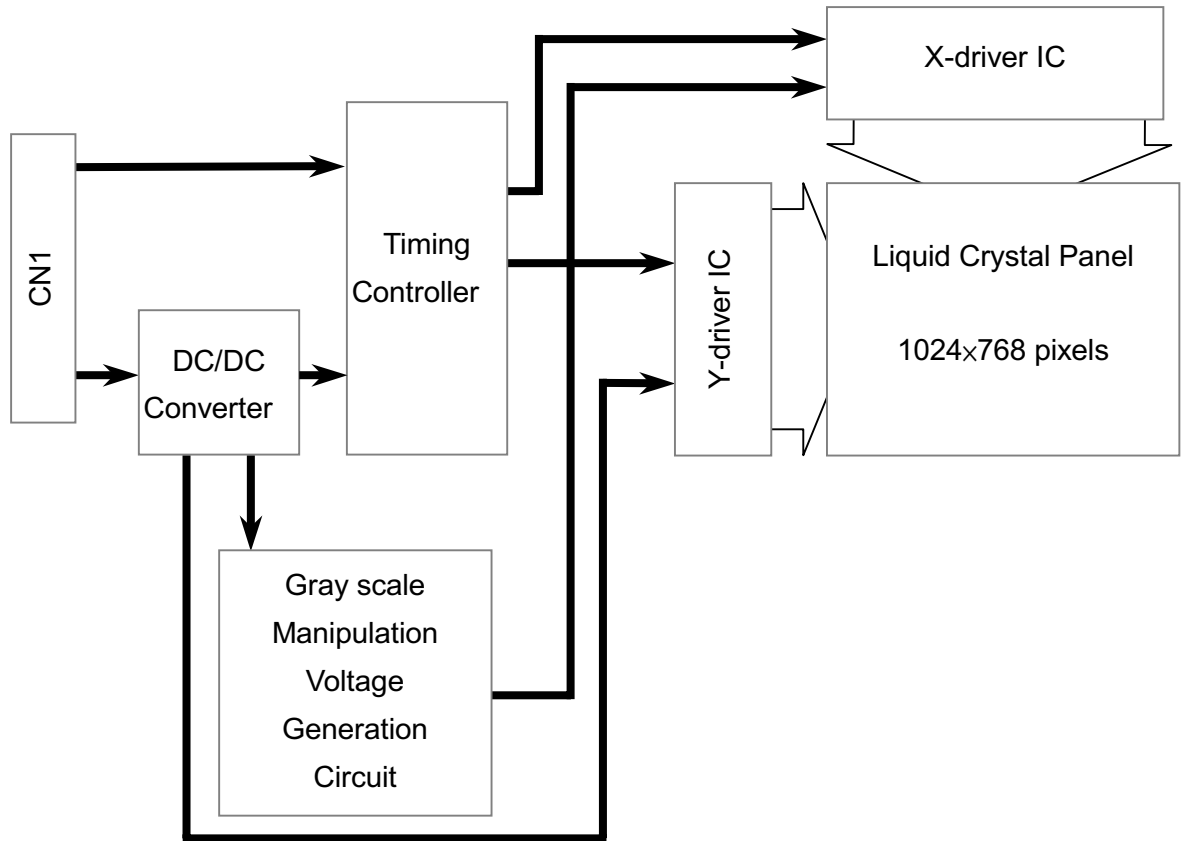 X-driver IC
CN1
Timing
Controller
DC/DC
Converter
Y-driver IC
Liquid Crystal Panel
1024×768 pixels
Gray scale
Manipulation
Voltage
Generation
Circuit